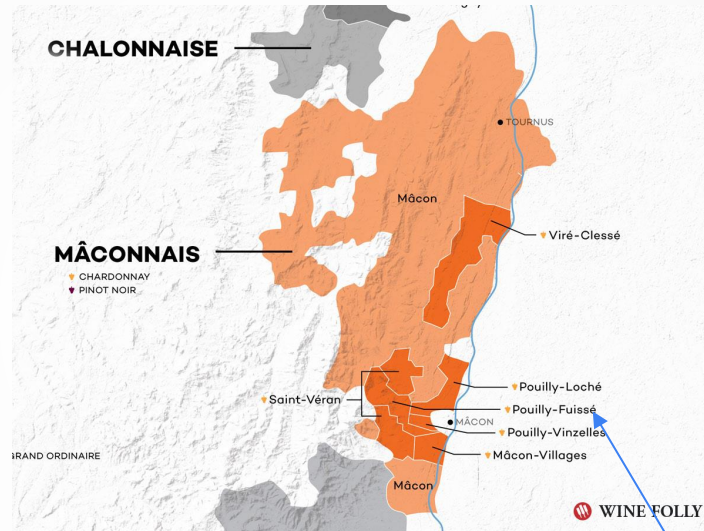 CHALONNAISE
TOURNUS
Mâcon
Viré-Clessé
MÂCONNAIS
CHARDONNAY
PINOT NOIR
Pouilly-Loché
Saint-Véran
Pouilly-Fuissé
MÂCON
Pouilly-Vinzelles
Mâcon-Villages
RAND ORDINAIRE
Mâcon
WINE FOLLY